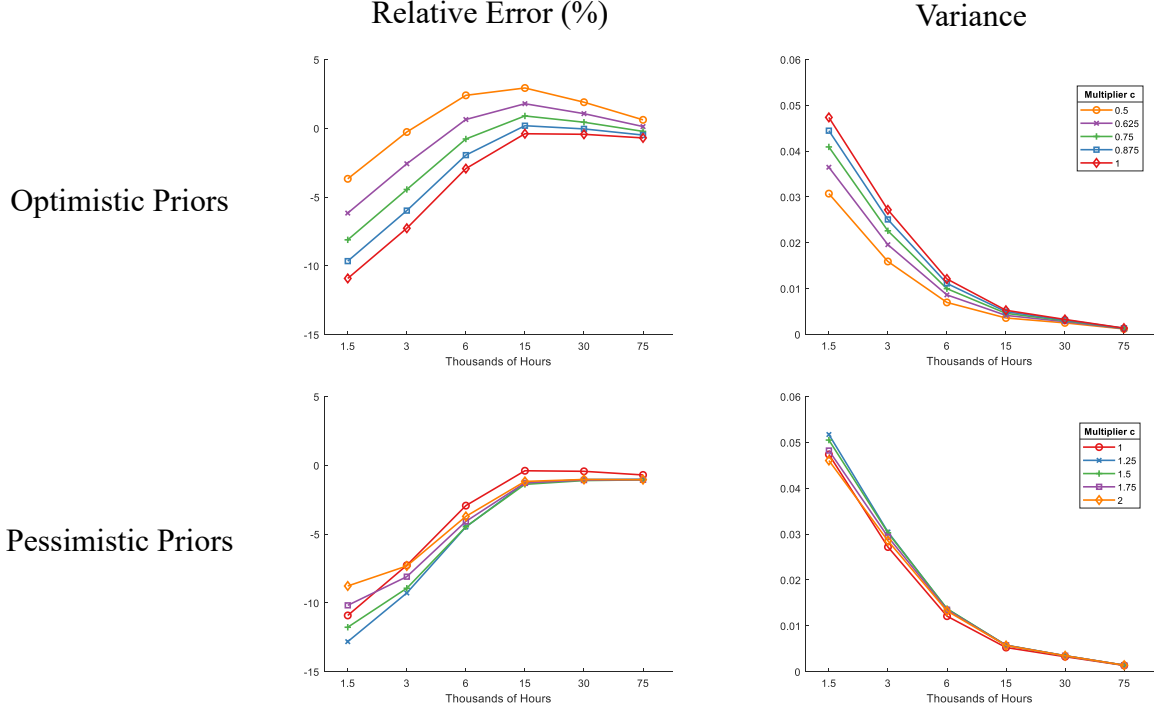 Relative Error (%)
Variance
Optimistic Priors
5
0
-5
-10
-15
1.5 3 6 15 30 75
Thousands of Hours
0.06
0.05
0.04
0.03
0.02
0.01
0
1.5 3 6 15 30 75
Thousands of Hours
Multiplier c
0.5
0.625
0.75
0.875
1
Pessimistic Priors
5
0
-5
-10
-15
1.5 3 6 15 30 75
Thousands of Hours
0.06
0.05
0.04
0.03
0.02
0.01
0
1.5 3 6 15 30 75
Thousands of Hours
Multiplier c
1
1.25
1.5
1.75
2